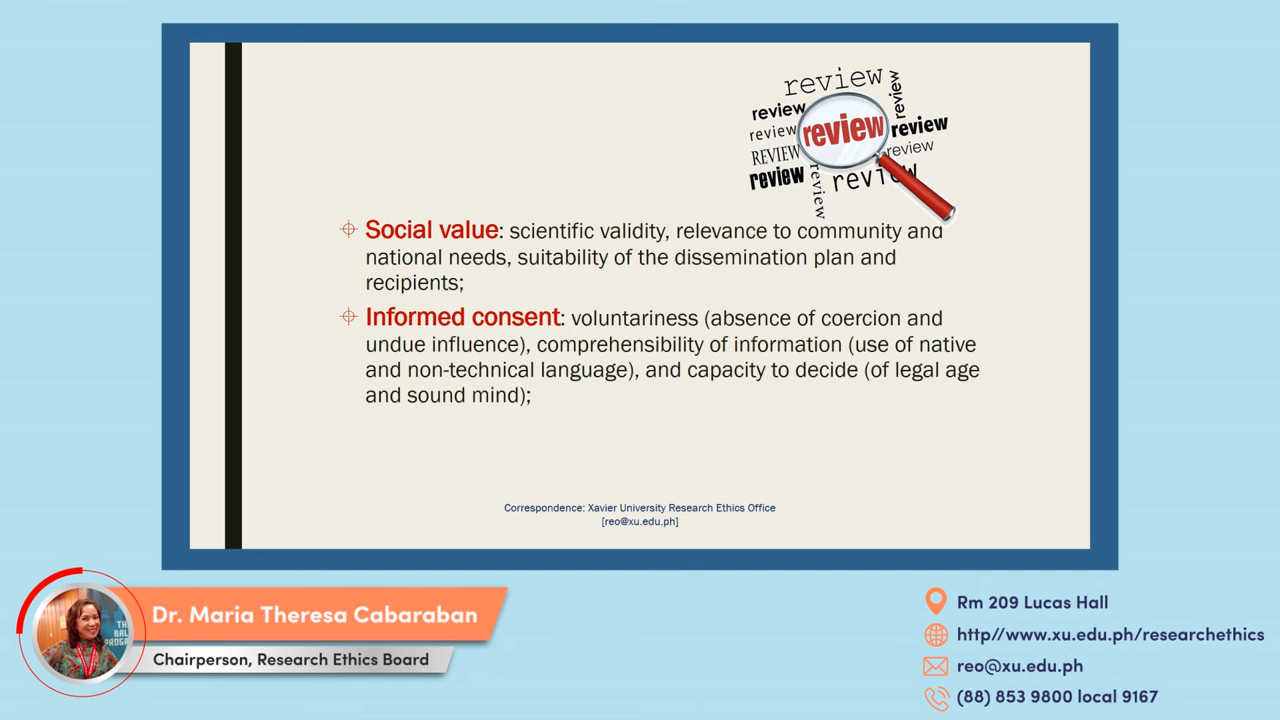 review
review
review
review
review
review
REVIEW
review
review
review
review
Social value: scientific validity, relevance to community and
national needs, suitability of the dissemination plan and
recipients;
Informed consent: voluntariness (absence of coercion and
undue influence), comprehensibility of information (use of native
and non-technical language), and capacity to decide (of legal age
and sound mind);
Correspondence: Xavier University Research Ethics Office
[reo@xu.edu.ph]
Dr. Maria Theresa Cabaraban
Chairperson, Research Ethics Board
Rm 209 Lucas Hall
http//www.xu.edu.ph/researchethics
reo@xu.edu.ph
(88) 853 9800 local 9167